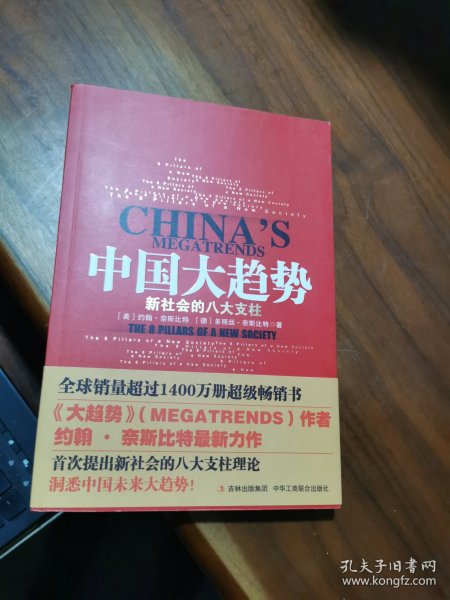 The
8 Pillars of
a New Society
CHINA'S
MEGATRENDS
中国大趋势
新社会的八大支柱
[美]约翰·奈斯比特 [德]多丽丝·奈斯比特◎著
THE 8 PILLARS OF A NEW SOCIETY
全球销量超过1400万册超级畅销书
《大趋势》(MEGATRENDS)作者
约翰·奈斯比特最新力作
首次提出新社会的八大支柱理论
洞悉中国未来大趋势!
吉林出版集团 中华工商联合出版社
孔夫子旧书网
www.kongfz.com